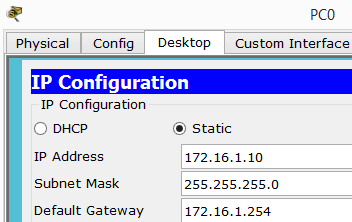 PC0
Physical Config Desktop Custom Interface
IP Configuration
IP Configuration
DHCP Static
IP Address 172.16.1.10
Subnet Mask 255.255.255.0
Default Gateway 172.16.1.254